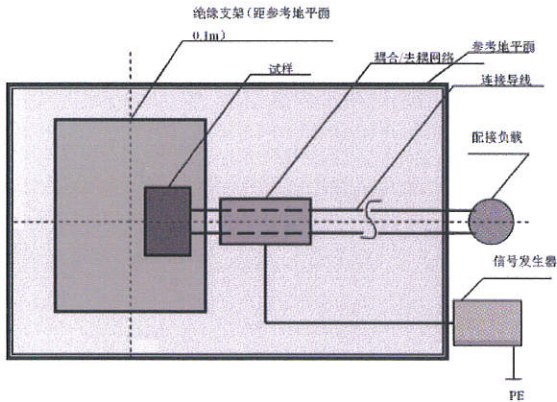 绝缘支架（距参考地平面
0.1m）
试样
耦合/去耦网络
参考地平面
连接导线
配接负载
信号发生器
PE